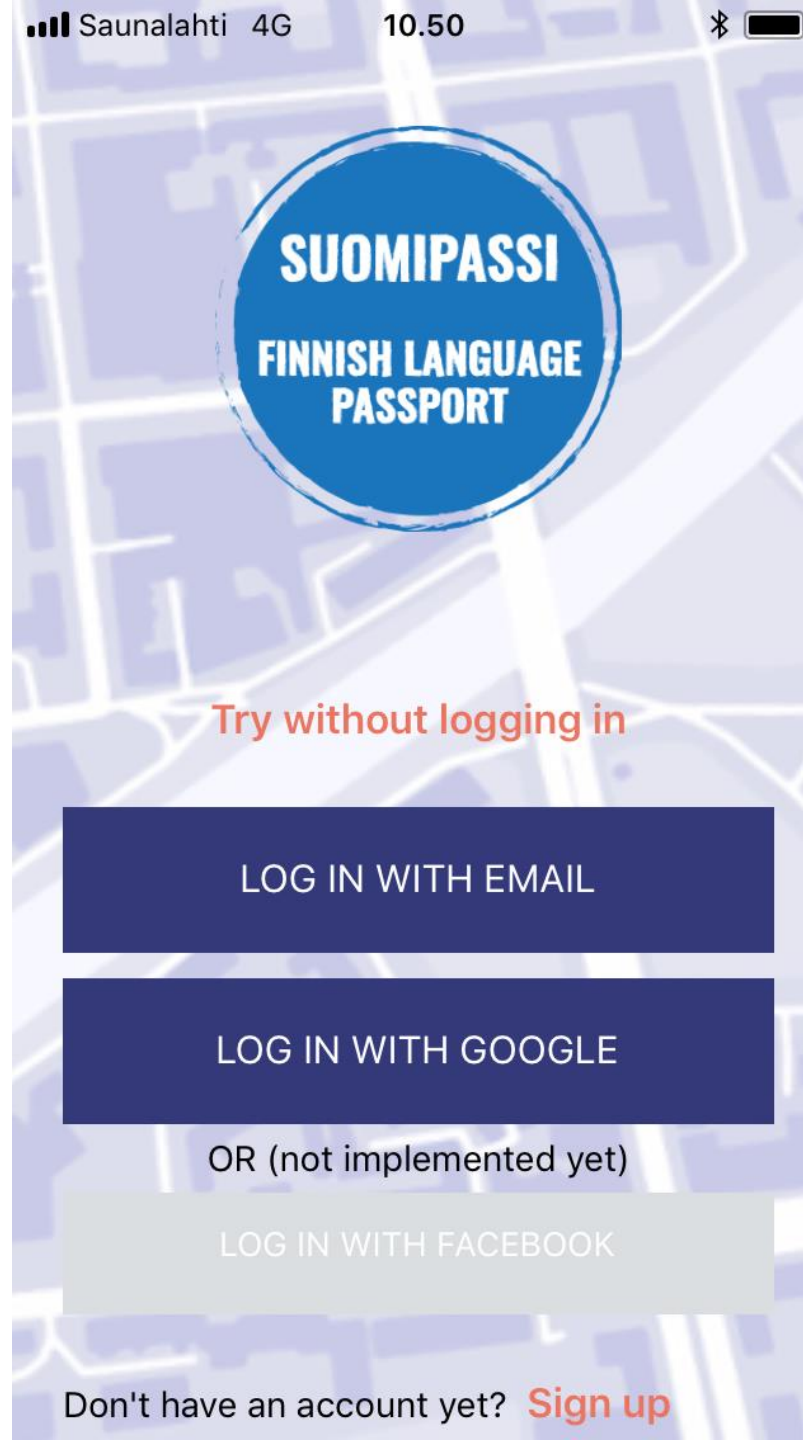 Saunalahti 4G 10.50
SUOMIPASSI
FINNISH LANGUAGE
PASSPORT
Try without logging in
LOG IN WITH EMAIL
LOG IN WITH GOOGLE
OR (not implemented yet)
LOG IN WITH FACEBOOK
Don't have an account yet? Sign up